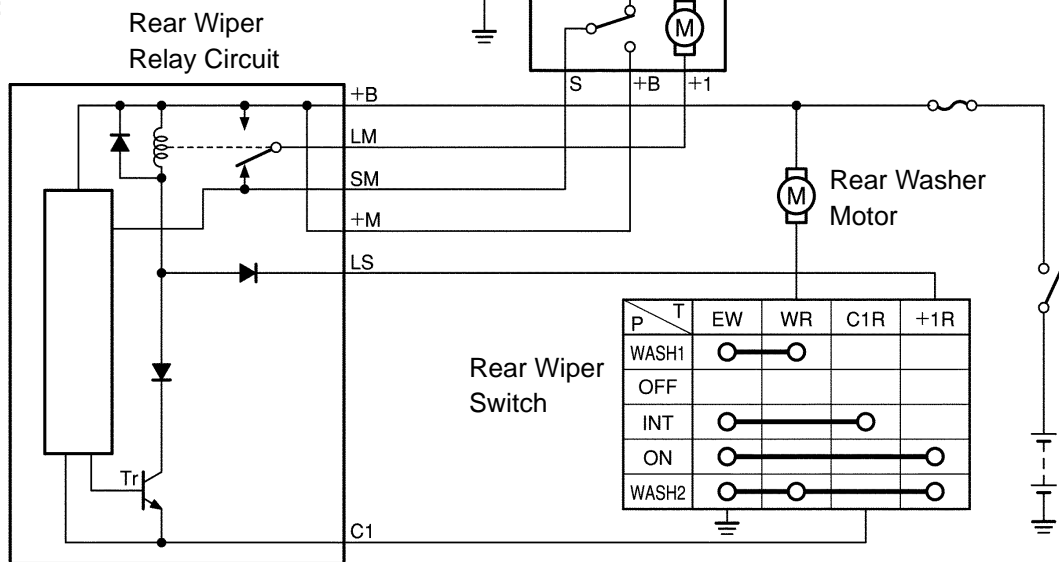 Rear Wiper
Relay Circuit
M
S
+B
+1
+B
LM
SM
+M
LS
M
Rear Washer
Motor
Rear Wiper
Switch
P T EW WR C1R +1R
WASH1
OFF
INT
ON
WASH2
Tr
C1